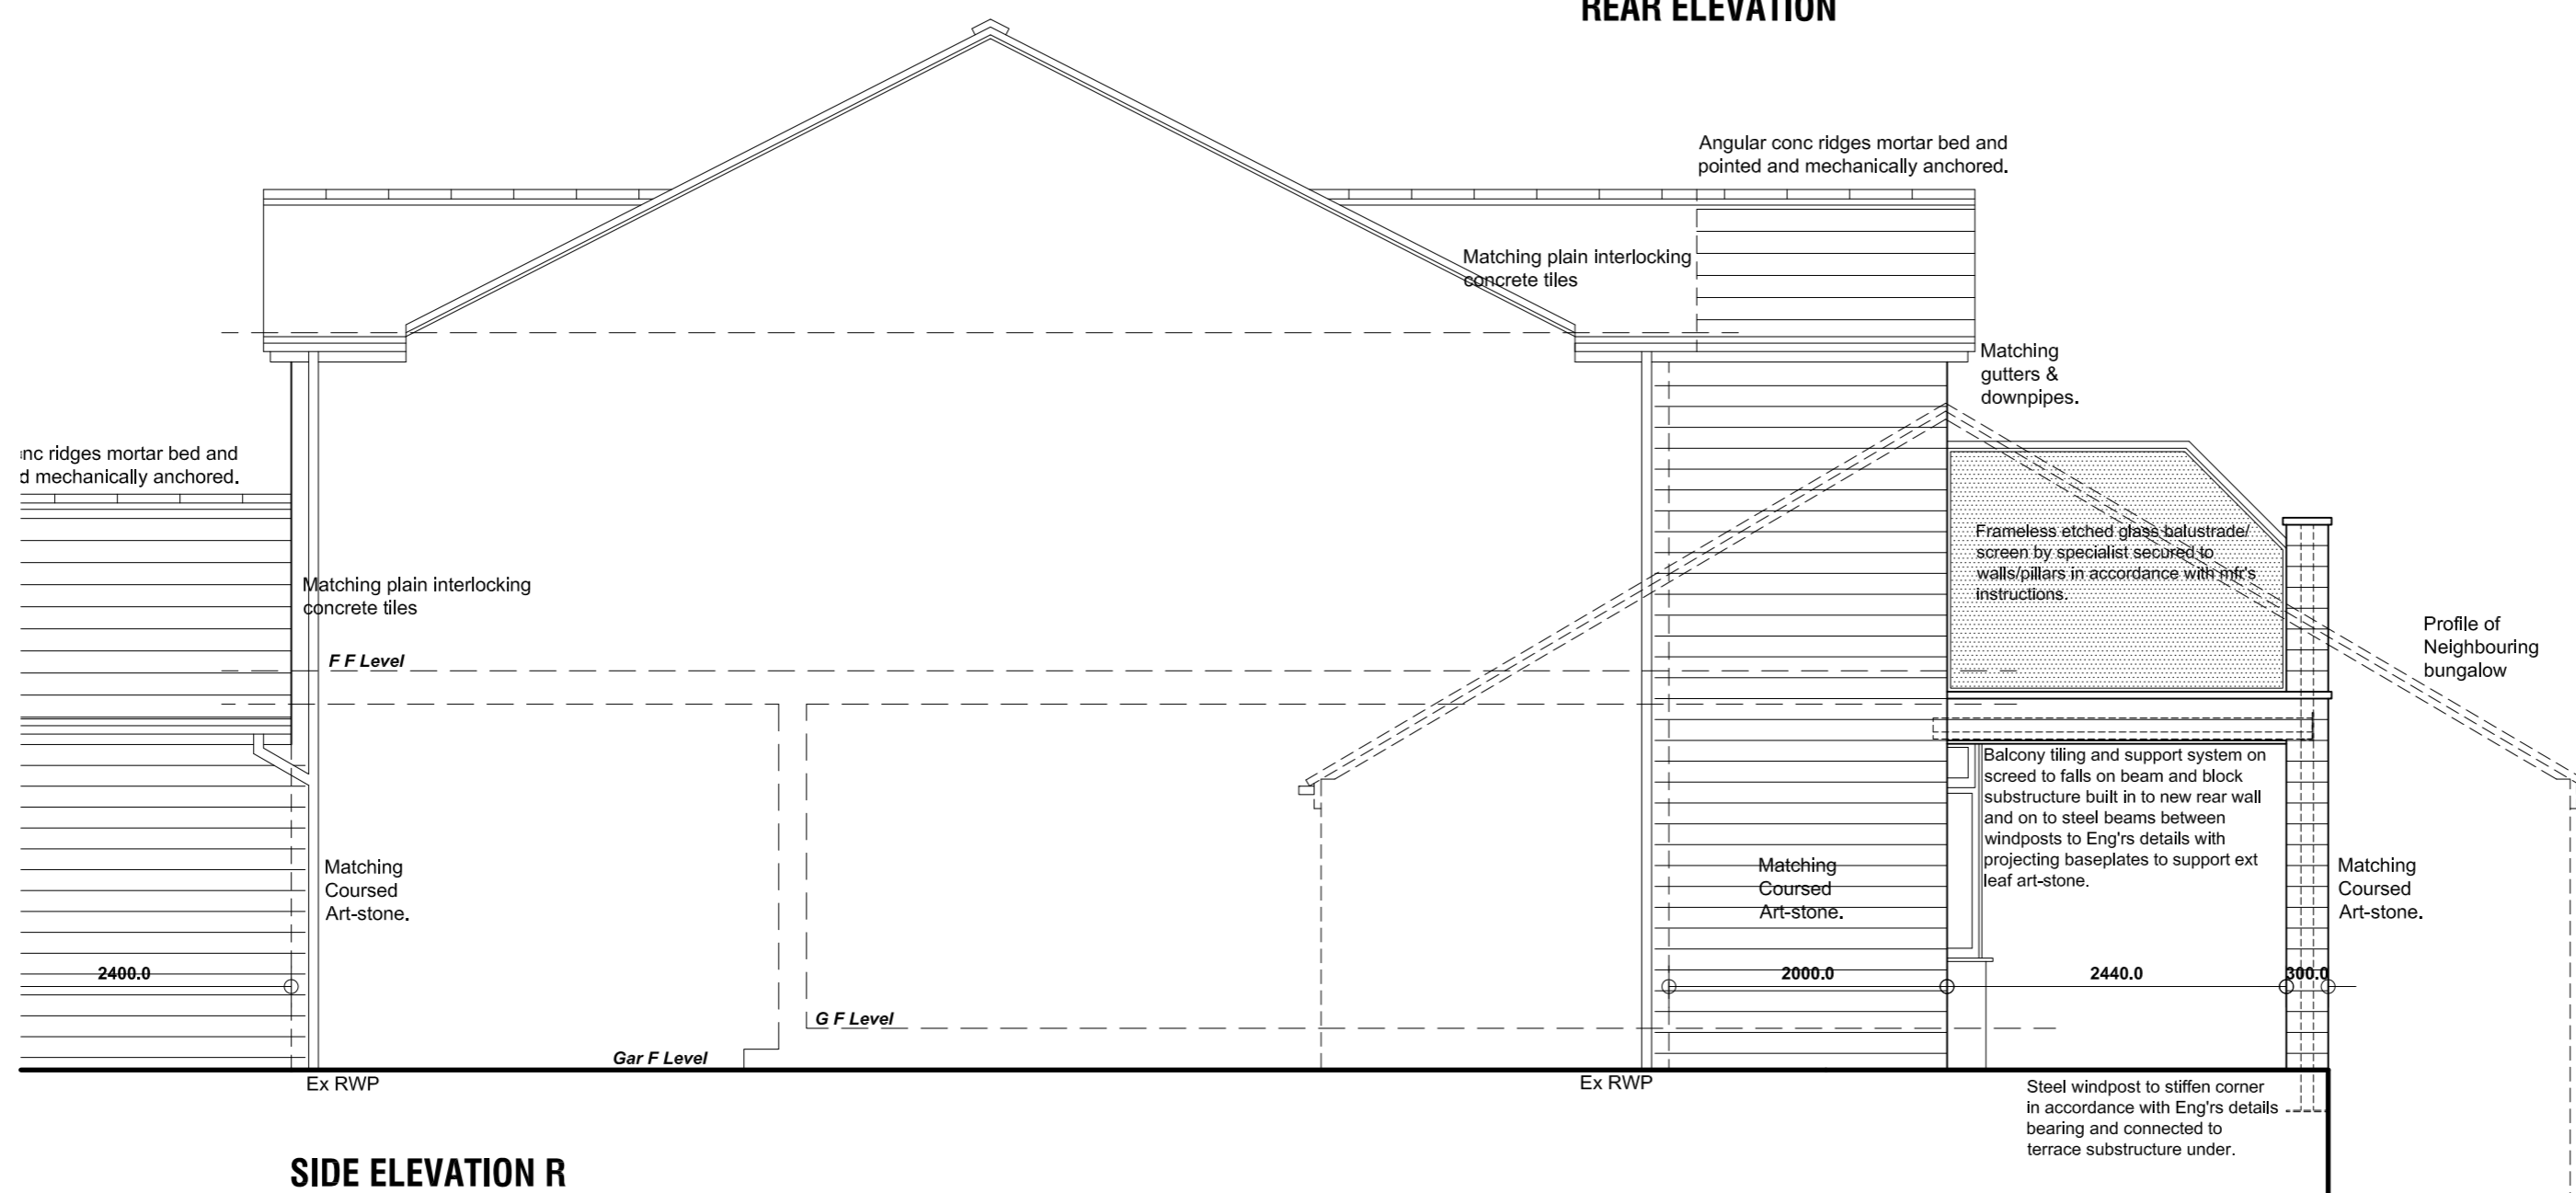 REAR ELEVATION
Angular conc ridges mortar bed and
pointed and mechanically anchored.
Matching plain interlocking
concrete tiles
Matching
gutters &
downpipes.
nc ridges mortar bed and
d mechanically anchored.
Frameless etched glass balustrade/
screen by specialist secured to
walls/pillars in accordance with mfr's
instructions.
Matching plain interlocking
concrete tiles
Profile of
Neighbouring
bungalow
F F Level
Balcony tiling and support system on
screed to falls on beam and block
substructure built in to new rear wall
and on to steel beams between
windposts to Eng'rs details with
projecting baseplates to support ext
leaf art-stone.
Matching
Coursed
Art-stone.
Matching
Coursed
Art-stone.
Matching
Coursed
Art-stone.
2400.0
2000.0
2440.0
300.0
G F Level
Gar F Level
Ex RWP
Ex RWP
Steel windpost to stiffen corner
in accordance with Eng'rs details
bearing and connected to
terrace substructure under.
SIDE ELEVATION R